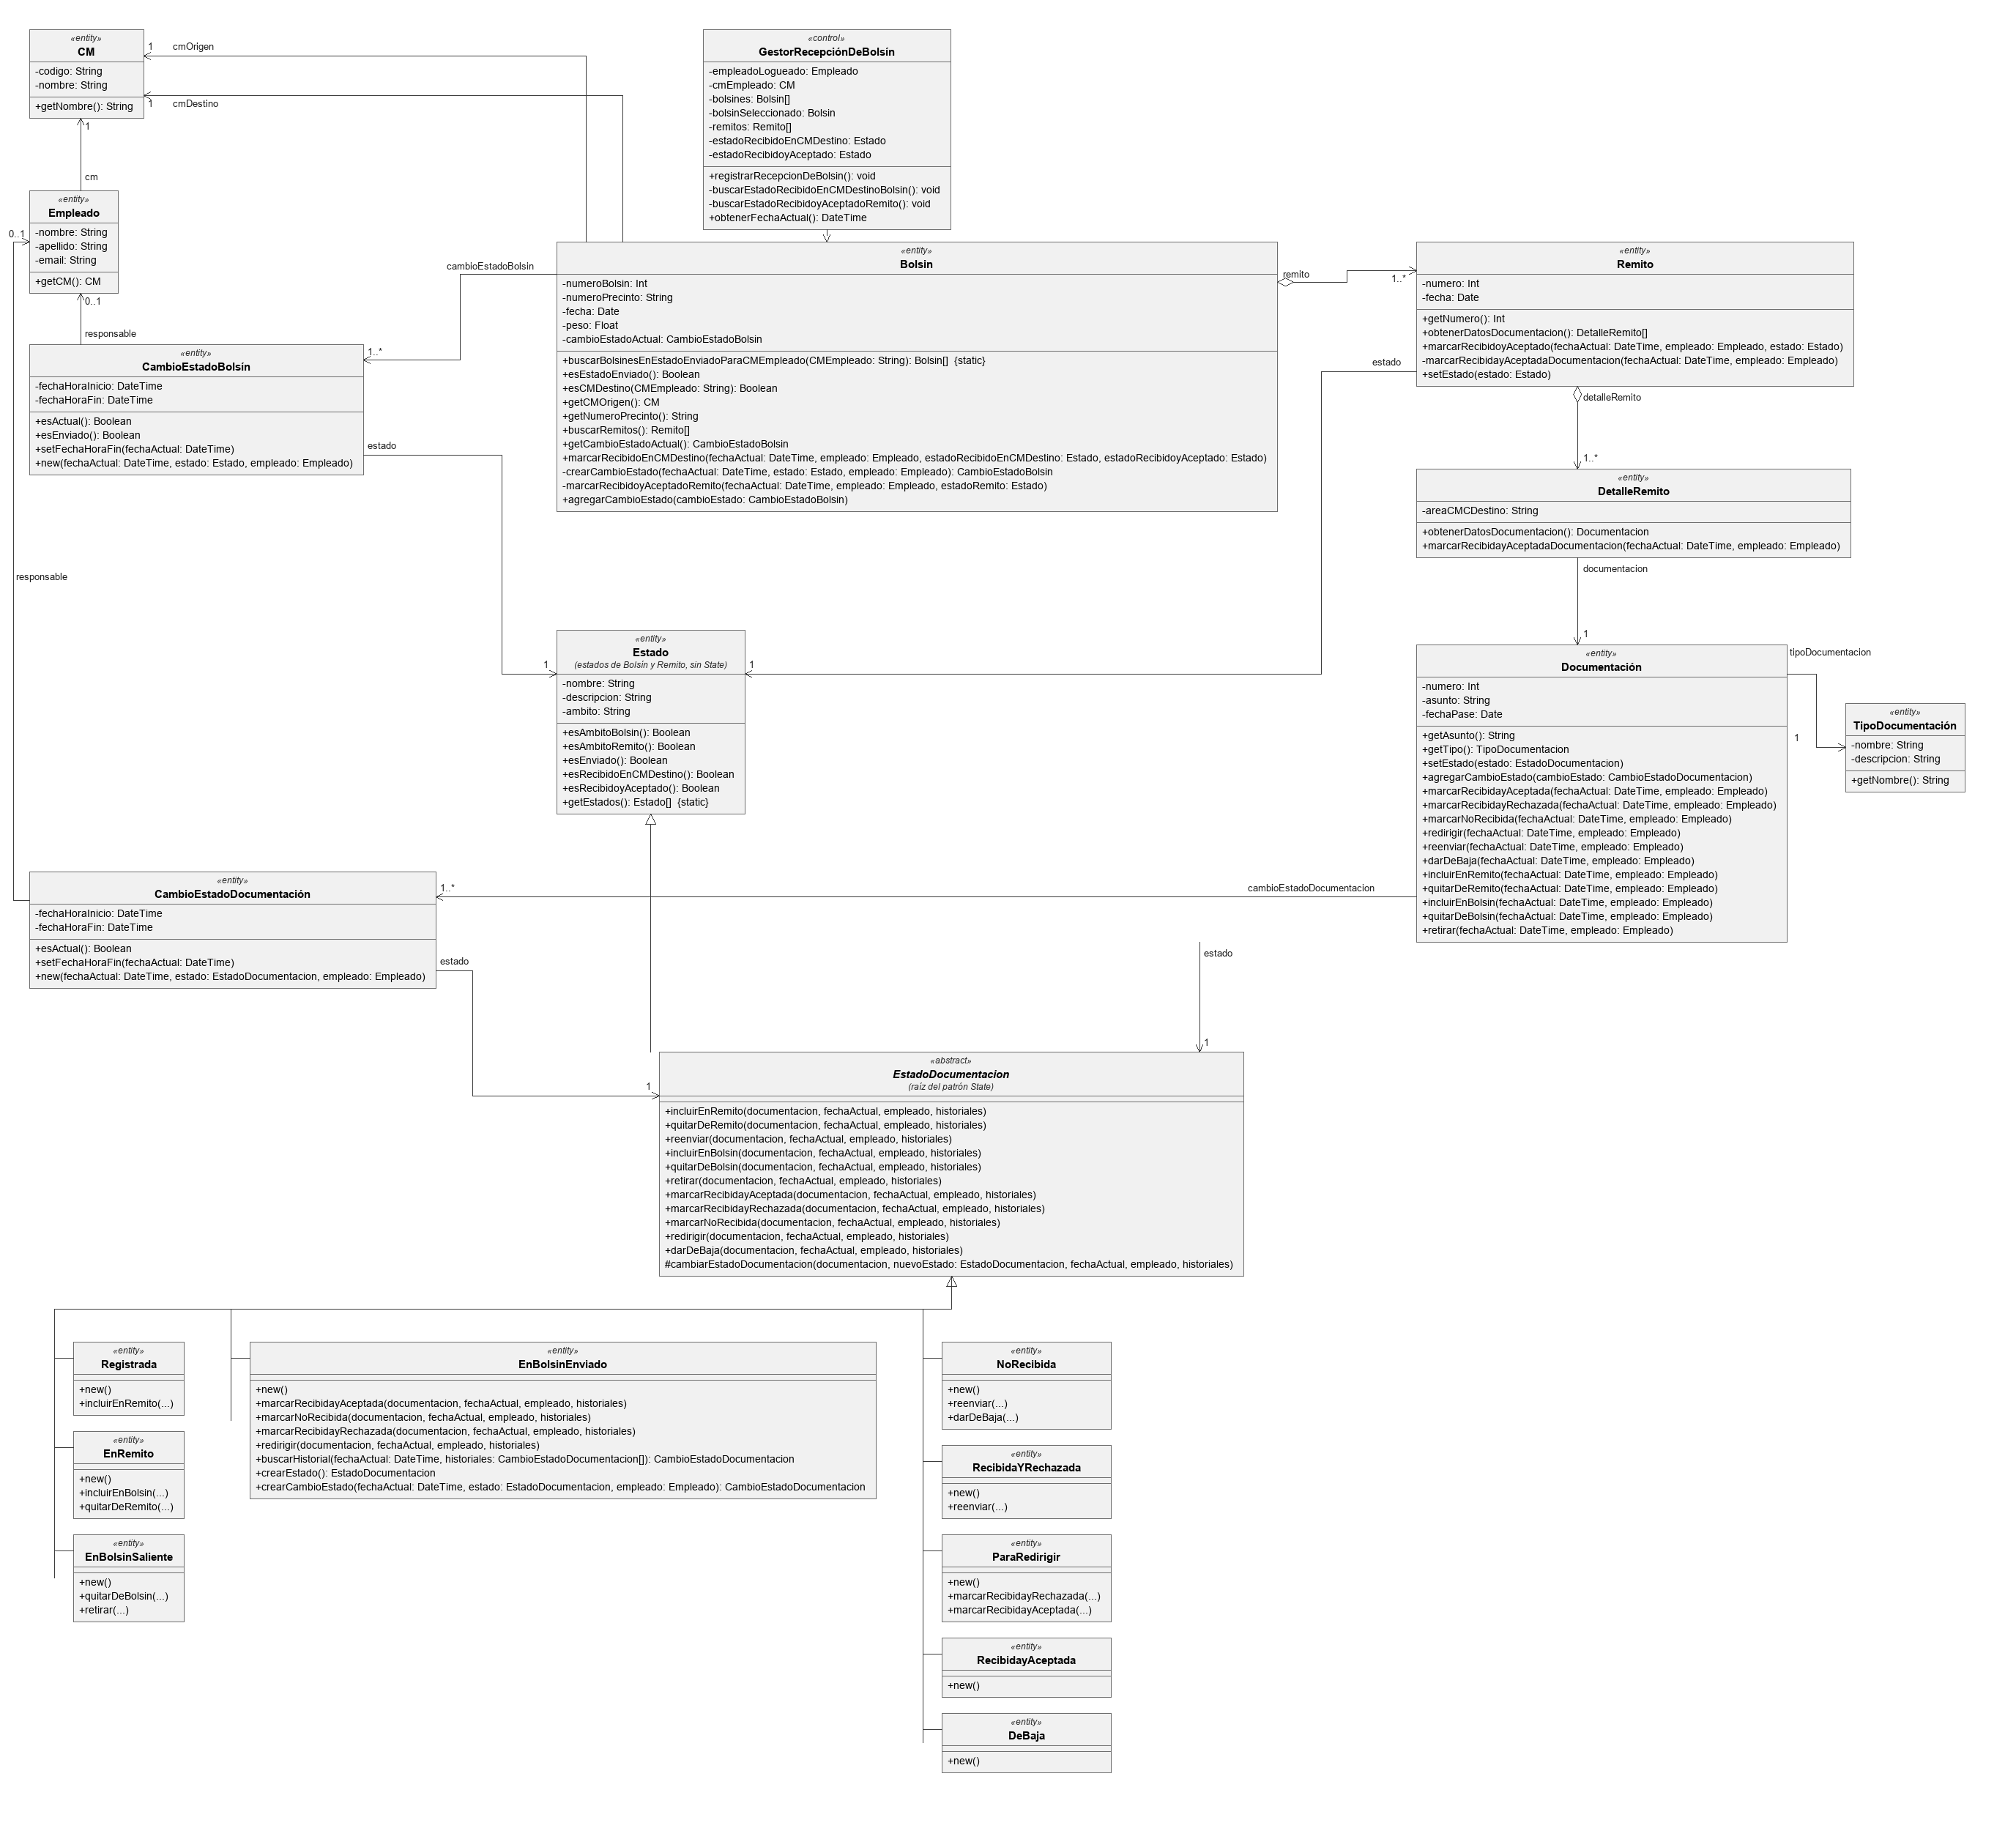 «entity»
CM
-codigo: String
-nombre: String
+getNombre(): String
1
cmOrigen
1
cmDestino
1
cm
«control»
GestorRecepciónDeBolsín
-empleadoLogueado: Empleado
-cmEmpleado: CM
-bolsines: Bolsin[]
-bolsinSeleccionado: Bolsin
-remitos: Remito[]
-estadoRecibidoEnCMDestino: Estado
-estadoRecibidoyAceptado: Estado
+registrarRecepcionDeBolsin(): void
-buscarEstadoRecibidoEnCMDestinoBolsin(): void
-buscarEstadoRecibidoyAceptadoRemito(): void
+obtenerFechaActual(): DateTime
«entity»
Empleado
-nombre: String
-apellido: String
-email: String
+getCM(): CM
0..1
0..1
responsable
«entity»
Bolsin
-numeroBolsin: Int
-numeroPrecinto: String
-fecha: Date
-peso: Float
-cambioEstadoActual: CambioEstadoBolsin
+buscarBolsinesEnEstadoEnviadoParaCMEmpleado(CMEmpleado: String): Bolsin[]  {static}
+esEstadoEnviado(): Boolean
+esCMDestino(CMEmpleado: String): Boolean
+getCMOrigen(): CM
+getNumeroPrecinto(): String
+buscarRemitos(): Remito[]
+getCambioEstadoActual(): CambioEstadoBolsin
+marcarRecibidoEnCMDestino(fechaActual: DateTime, empleado: Empleado, estadoRecibidoEnCMDestino: Estado, estadoRecibidoyAceptado: Estado)
-crearCambioEstado(fechaActual: DateTime, estado: Estado, empleado: Empleado): CambioEstadoBolsin
-marcarRecibidoyAceptadoRemito(fechaActual: DateTime, empleado: Empleado, estadoRemito: Estado)
+agregarCambioEstado(cambioEstado: CambioEstadoBolsin)
cambioEstadoBolsin
1..*
remito
1..*
«entity»
Remito
-numero: Int
-fecha: Date
+getNumero(): Int
+obtenerDatosDocumentacion(): DetalleRemito[]
+marcarRecibidoyAceptado(fechaActual: DateTime, empleado: Empleado, estado: Estado)
-marcarRecibidayAceptadaDocumentacion(fechaActual: DateTime, empleado: Empleado)
+setEstado(estado: Estado)
estado
detalleRemito
1..*
«entity»
CambioEstadoBolsín
-fechaHoraInicio: DateTime
-fechaHoraFin: DateTime
+esActual(): Boolean
+esEnviado(): Boolean
+setFechaHoraFin(fechaActual: DateTime)
+new(fechaActual: DateTime, estado: Estado, empleado: Empleado)
estado
«entity»
DetalleRemito
-areaCMCDestino: String
+obtenerDatosDocumentacion(): Documentacion
+marcarRecibidayAceptadaDocumentacion(fechaActual: DateTime, empleado: Empleado)
documentacion
1
responsable
«entity»
Estado
(estados de Bolsín y Remito, sin State)
-nombre: String
-descripcion: String
-ambito: String
+esAmbitoBolsin(): Boolean
+esAmbitoRemito(): Boolean
+esEnviado(): Boolean
+esRecibidoEnCMDestino(): Boolean
+esRecibidoyAceptado(): Boolean
+getEstados(): Estado[]  {static}
1
1
«entity»
Documentación
-numero: Int
-asunto: String
-fechaPase: Date
+getAsunto(): String
+getTipo(): TipoDocumentacion
+setEstado(estado: EstadoDocumentacion)
+agregarCambioEstado(cambioEstado: CambioEstadoDocumentacion)
+marcarRecibidayAceptada(fechaActual: DateTime, empleado: Empleado)
+marcarRecibidayRechazada(fechaActual: DateTime, empleado: Empleado)
+marcarNoRecibida(fechaActual: DateTime, empleado: Empleado)
+redirigir(fechaActual: DateTime, empleado: Empleado)
+reenviar(fechaActual: DateTime, empleado: Empleado)
+darDeBaja(fechaActual: DateTime, empleado: Empleado)
+incluirEnRemito(fechaActual: DateTime, empleado: Empleado)
+quitarDeRemito(fechaActual: DateTime, empleado: Empleado)
+incluirEnBolsin(fechaActual: DateTime, empleado: Empleado)
+quitarDeBolsin(fechaActual: DateTime, empleado: Empleado)
+retirar(fechaActual: DateTime, empleado: Empleado)
tipoDocumentacion
1
«entity»
TipoDocumentación
-nombre: String
-descripcion: String
+getNombre(): String
«entity»
CambioEstadoDocumentación
-fechaHoraInicio: DateTime
-fechaHoraFin: DateTime
+esActual(): Boolean
+setFechaHoraFin(fechaActual: DateTime)
+new(fechaActual: DateTime, estado: EstadoDocumentacion, empleado: Empleado)
1..*
cambioEstadoDocumentacion
estado
estado
1
1
«abstract»
EstadoDocumentacion
(raíz del patrón State)
+incluirEnRemito(documentacion, fechaActual, empleado, historiales)
+quitarDeRemito(documentacion, fechaActual, empleado, historiales)
+reenviar(documentacion, fechaActual, empleado, historiales)
+incluirEnBolsin(documentacion, fechaActual, empleado, historiales)
+quitarDeBolsin(documentacion, fechaActual, empleado, historiales)
+retirar(documentacion, fechaActual, empleado, historiales)
+marcarRecibidayAceptada(documentacion, fechaActual, empleado, historiales)
+marcarRecibidayRechazada(documentacion, fechaActual, empleado, historiales)
+marcarNoRecibida(documentacion, fechaActual, empleado, historiales)
+redirigir(documentacion, fechaActual, empleado, historiales)
+darDeBaja(documentacion, fechaActual, empleado, historiales)
#cambiarEstadoDocumentacion(documentacion, nuevoEstado: EstadoDocumentacion, fechaActual, empleado, historiales)
«entity»
Registrada
+new()
+incluirEnRemito(...)
«entity»
EnRemito
+new()
+incluirEnBolsin(...)
+quitarDeRemito(...)
«entity»
EnBolsinSaliente
+new()
+quitarDeBolsin(...)
+retirar(...)
«entity»
EnBolsinEnviado
+new()
+marcarRecibidayAceptada(documentacion, fechaActual, empleado, historiales)
+marcarNoRecibida(documentacion, fechaActual, empleado, historiales)
+marcarRecibidayRechazada(documentacion, fechaActual, empleado, historiales)
+redirigir(documentacion, fechaActual, empleado, historiales)
+buscarHistorial(fechaActual: DateTime, historiales: CambioEstadoDocumentacion[]): CambioEstadoDocumentacion
+crearEstado(): EstadoDocumentacion
+crearCambioEstado(fechaActual: DateTime, estado: EstadoDocumentacion, empleado: Empleado): CambioEstadoDocumentacion
«entity»
NoRecibida
+new()
+reenviar(...)
+darDeBaja(...)
«entity»
RecibidaYRechazada
+new()
+reenviar(...)
«entity»
ParaRedirigir
+new()
+marcarRecibidayRechazada(...)
+marcarRecibidayAceptada(...)
«entity»
RecibidayAceptada
+new()
«entity»
DeBaja
+new()